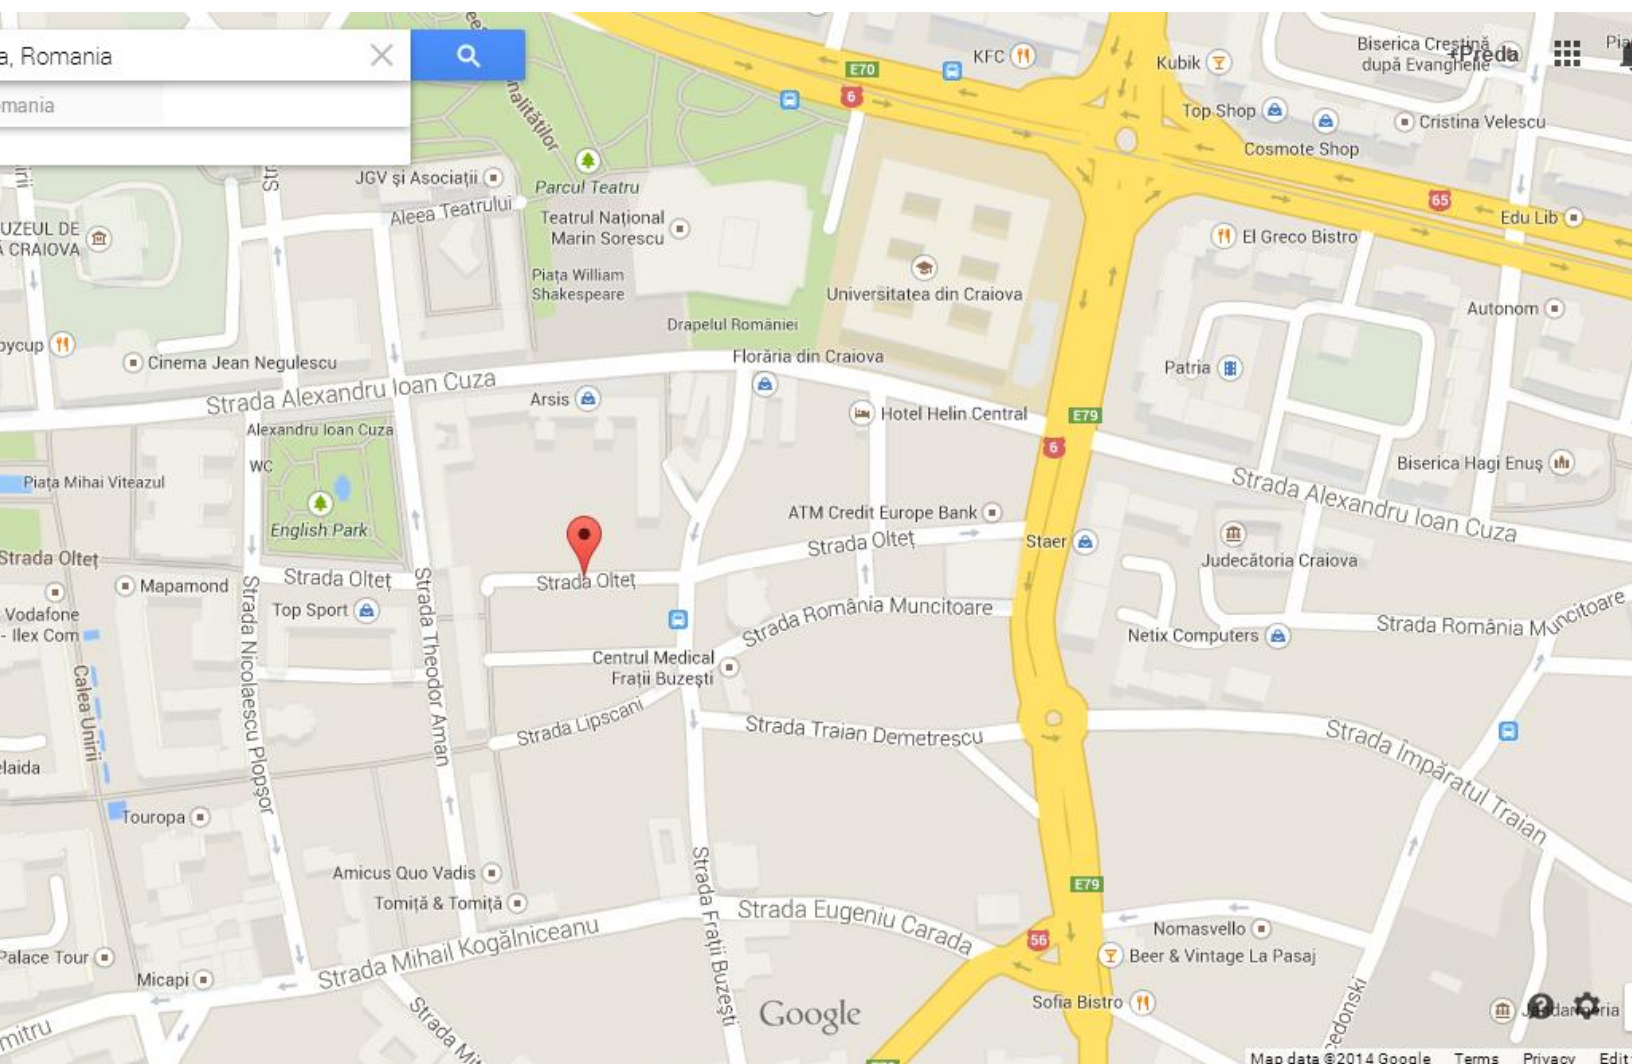 a, Romania
mania
nalităților
E70
6
KFC
Kubik
Biserica Creștină
după Evanghelie
+Preda
Top Shop
Cristina Velescu
Cosmote Shop
JGV și Asociații
Parcul Teatru
Aleea Teatrului
Teatrul Național
Marin Sorescu
65
Edu Lib
UZEUL DE
Ă CRAIOVA
El Greco Bistro
Piața William
Shakespeare
Universitatea din Craiova
Autonom
Drapelul României
Cinema Jean Negulescu
Florăria din Craiova
Patria
Strada Alexandru Ioan Cuza
Arsis
Hotel Helin Central
E79
6
Alexandru Ioan Cuza
WC
Piața Mihai Viteazul
Biserica Hagi Enuș
Strada Alexandru Ioan Cuza
English Park
ATM Credit Europe Bank
Strada Olteț
Staer
Judecătoria Craiova
Strada Olteț
Mapamond
Strada Olteț
Strada Olteț
Top Sport
Vodafone
- Ilex Com
Strada Nicolaescu Plopșor
Strada Theodor Aman
Strada România Muncitoare
Netix Computers
Strada România Muncitoare
Centrul Medical
Frații Buzești
Calea Unirii
Strada Lipscani
Strada Traian Demetrescu
Strada Împăratul Traian
elaida
Touropa
Amicus Quo Vadis
Tomiță & Tomiță
Strada Frații Buzești
E79
Strada Eugeniu Carada
Strada Mihail Kogălniceanu
56
Nomasvello
Beer & Vintage La Pasaj
Palace Tour
Micapi
Sofia Bistro
Google
edonski
mitru
Map data ©2014 Google Terms Privacy Edit